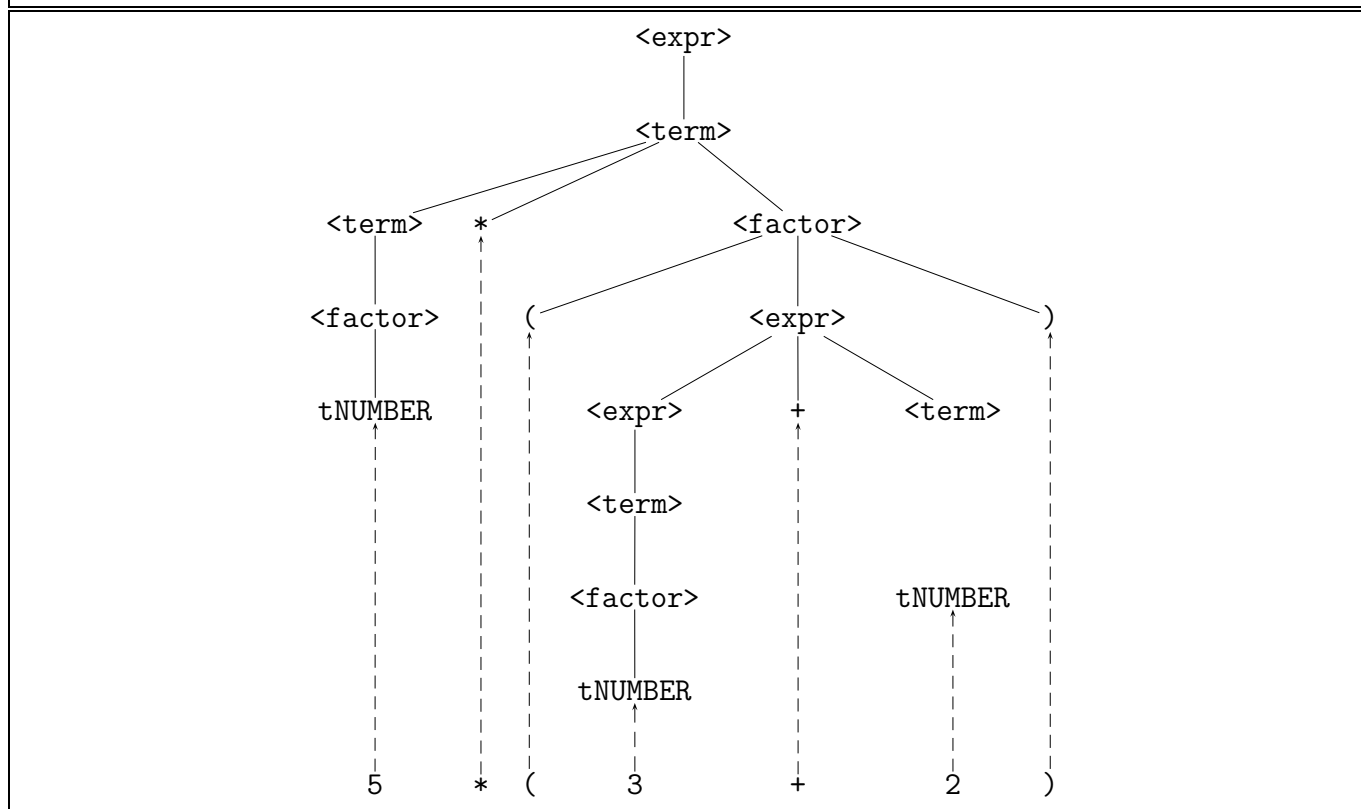 <expr>
<term>
<term> * <factor>
<factor> ( <expr> )
tNUMBER <expr> + <term>
<term>
<factor> tNUMBER
tNUMBER
5 * ( 3 + 2 )